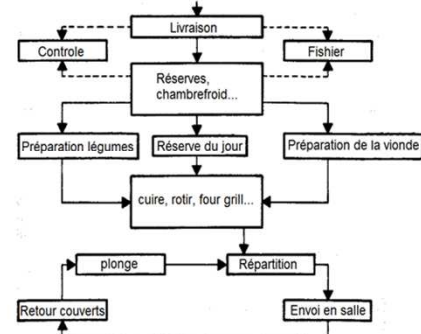 Livraison
Controle
Fishier
Réserves,
chambrefroid...
Préparation légumes
Réserve du jour
Préparation de la vionde
cuire, rotir, four grill...
plonge
Répartition
Retour couverts
Envoi en salle